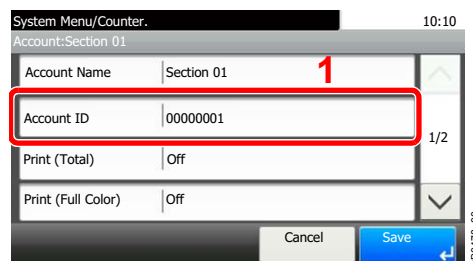 System Menu/Counter. 10:10
Account:Section 01
Account Name Section 01 1
Account ID 00000001
1/2
Print (Total) Off
Print (Full Color) Off
Cancel Save